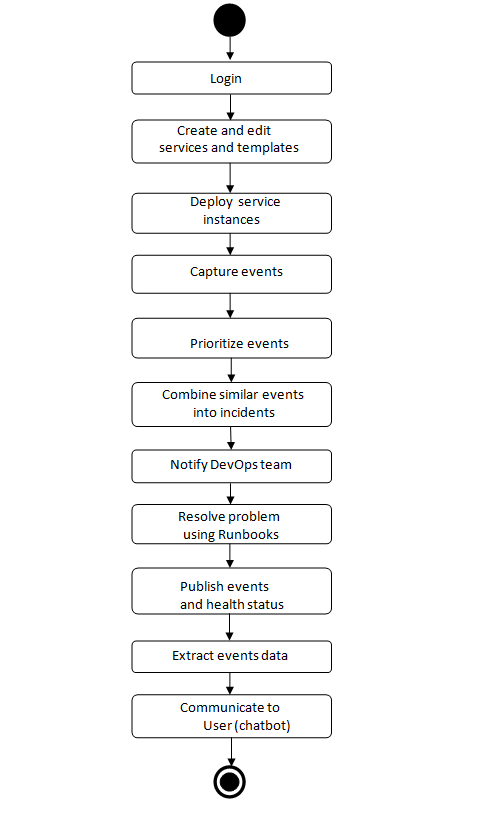 Login
Create and edit
services and templates
Deploy service
instances
Capture events
Prioritize events
Combine similar events
into incidents
Notify DevOps team
Resolve problem
using Runbooks
Publish events
and health status
Extract events data
Communicate to
User (chatbot)